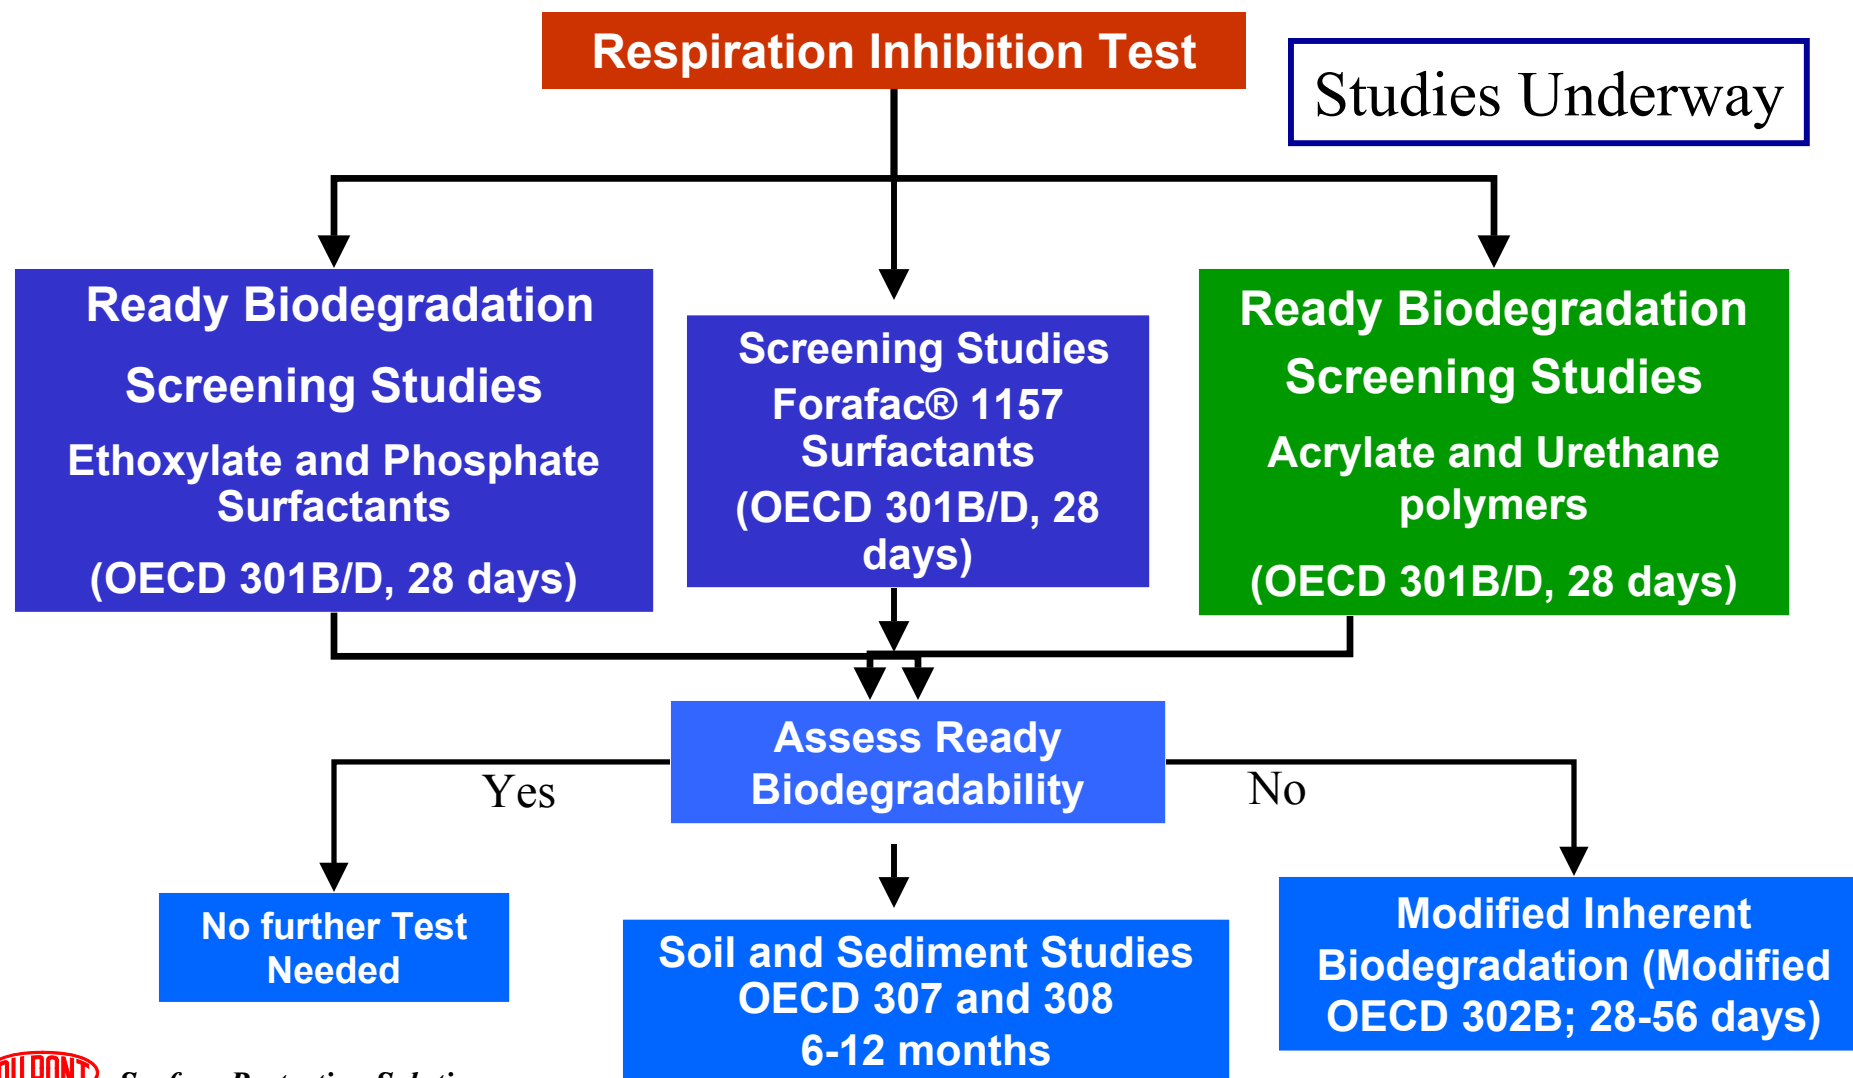 Respiration Inhibition Test
Studies Underway
Ready Biodegradation
Screening Studies
Ethoxylate and Phosphate
Surfactants
(OECD 301B/D, 28 days)
Screening Studies
Forafac® 1157
Surfactants
(OECD 301B/D, 28
days)
Ready Biodegradation
Screening Studies
Acrylate and Urethane
polymers
(OECD 301B/D, 28 days)
Assess Ready
Biodegradability
Yes
No
No further Test
Needed
Soil and Sediment Studies
OECD 307 and 308
6-12 months
Modified Inherent
Biodegradation (Modified
OECD 302B; 28-56 days)